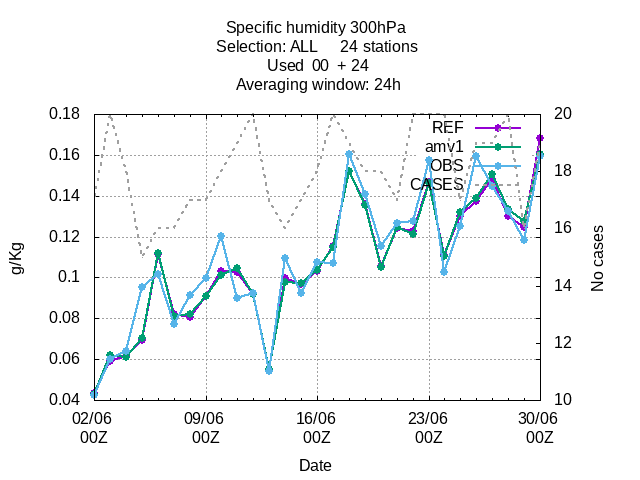 Specific humidity 300hPa
Selection: ALL 24 stations
Used 00 + 24
Averaging window: 24h
0.18
0.16
0.14
0.12
0.1
0.08
0.06
0.04
g/Kg
20
18
16
14
12
10
No cases
REF
amv1
OBS
CASES
02/06 09/06 16/06 23/06 30/06
00Z 00Z 00Z 00Z 00Z
Date